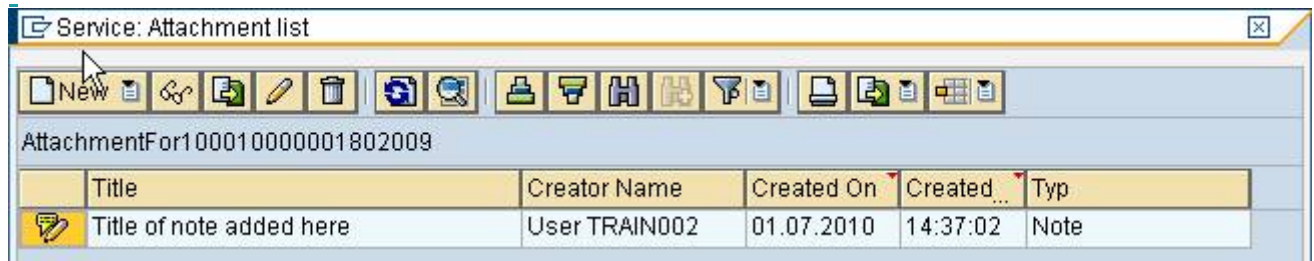 Service: Attachment list
New
AttachmentFor100010000001802009
Title Creator Name Created On Created... Typ
Title of note added here User TRAIN002 01.07.2010 14:37:02 Note